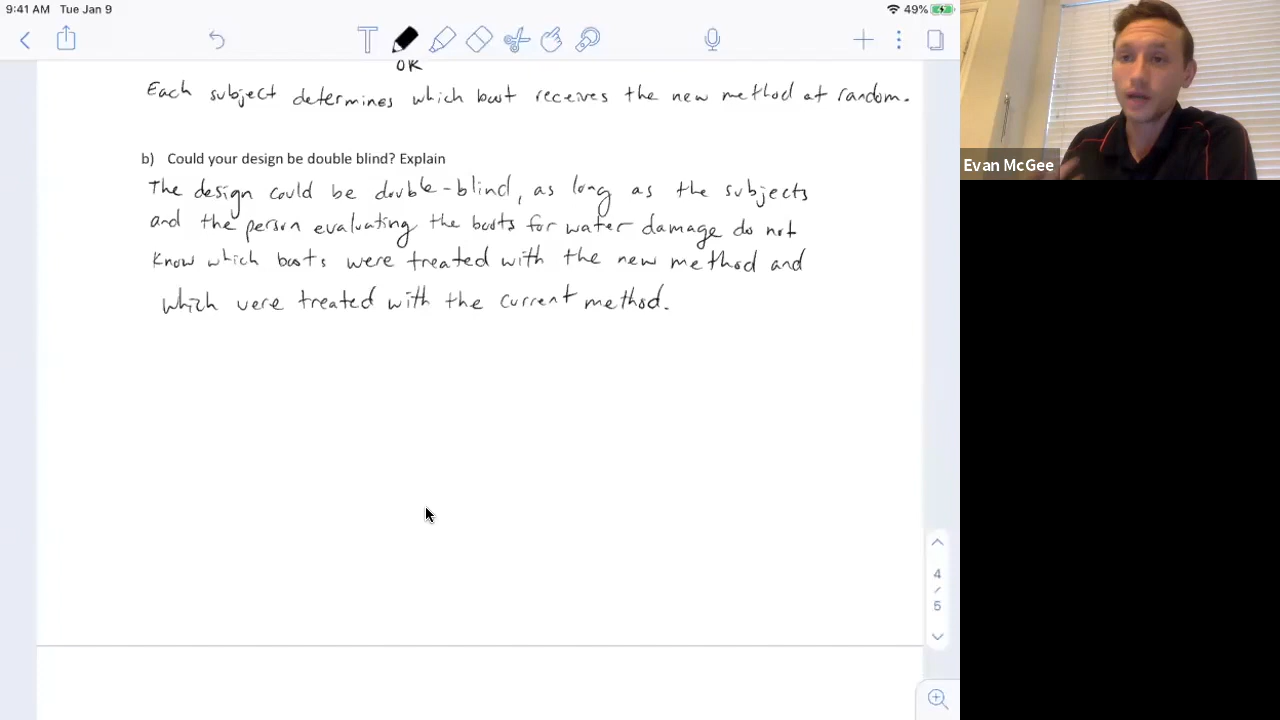 9:41 AM Tue Jan 9
49%
OR
Each subject determines which boot receives the new method at random.
b) Could your design be double blind? Explain
The design could be double-blind, as long as the subjects
and the person evaluating the boots for water damage do not
know which boots were treated with the new method and
which were treated with the current method.
4
/
5
Evan McGee